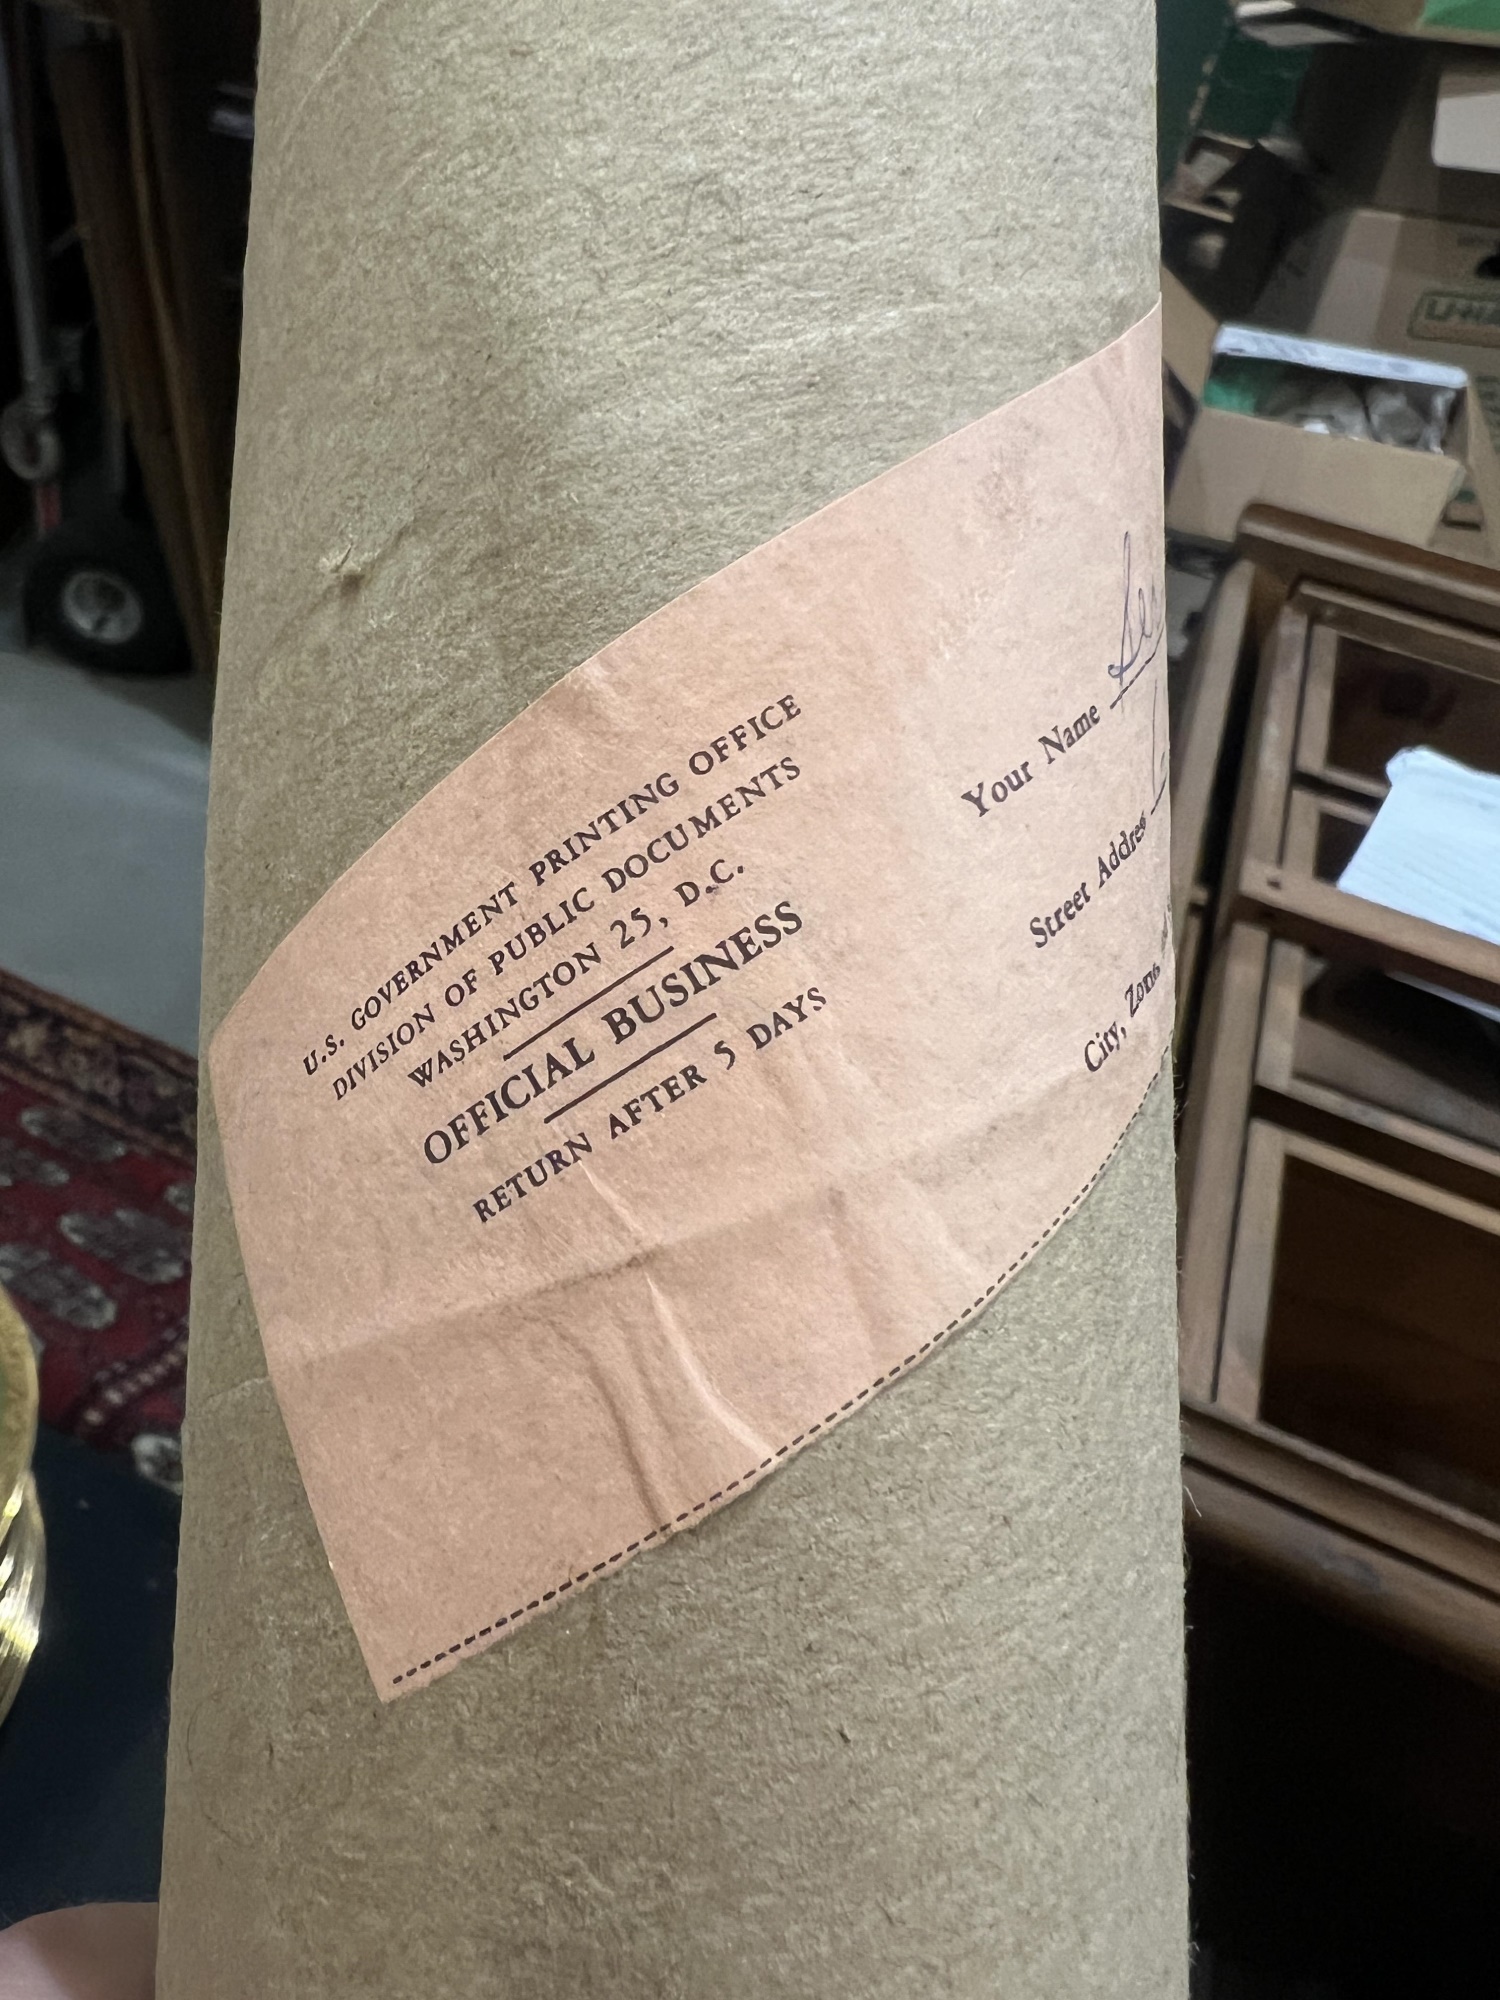 U.S. GOVERNMENT PRINTING OFFICE
DIVISION OF PUBLIC DOCUMENTS
WASHINGTON 25, D.C.
OFFICIAL BUSINESS
RETURN AFTER 5 DAYS
Your Name
Street Address
City, Zone,